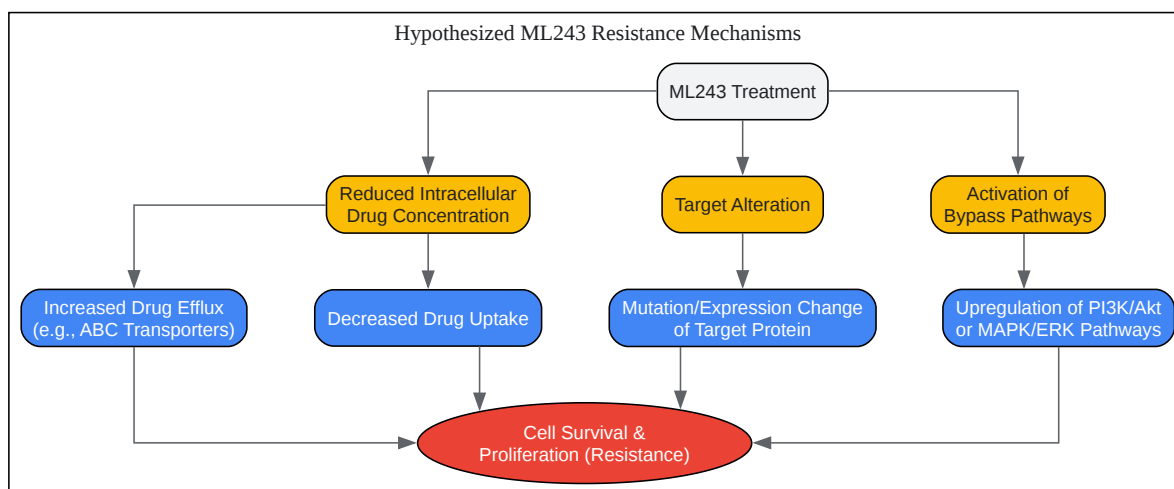 Hypothesized ML243 Resistance Mechanisms
ML243 Treatment
Reduced Intracellular
Drug Concentration
Target Alteration
Activation of
Bypass Pathways
Increased Drug Efflux
(e.g., ABC Transporters)
Decreased Drug Uptake
Mutation/Expression Change
of Target Protein
Upregulation of PI3K/Akt
or MAPK/ERK Pathways
Cell Survival &
Proliferation (Resistance)